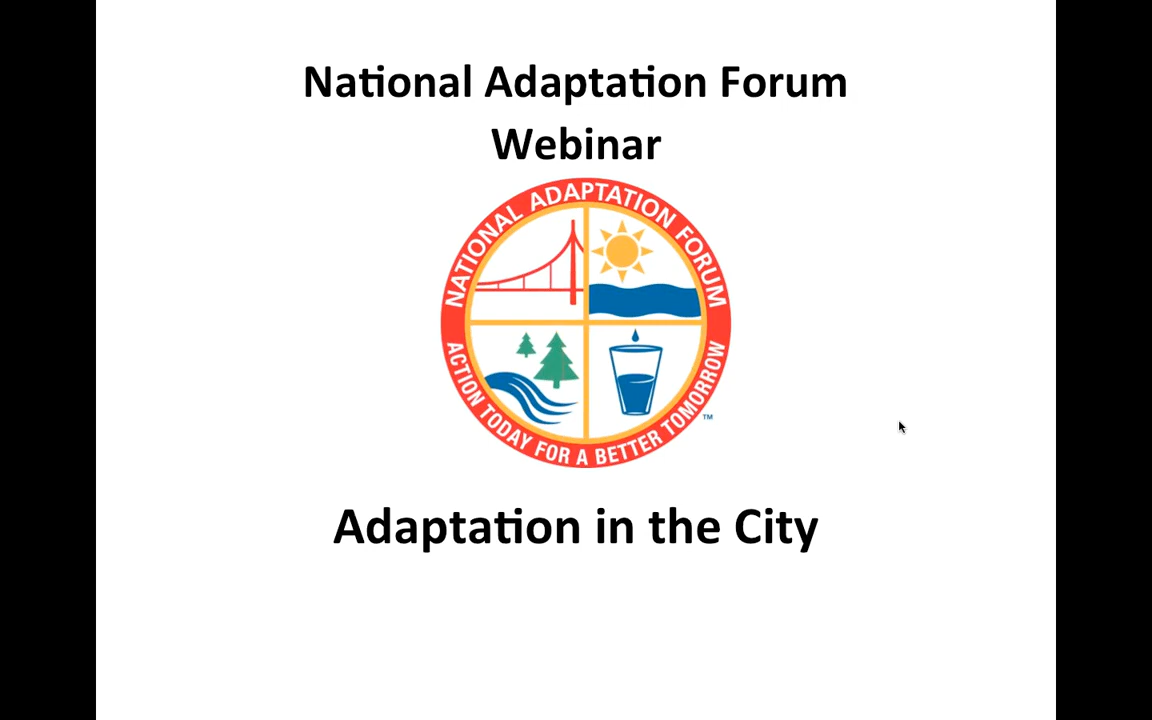 National Adaptation Forum
Webinar
NATIONAL ADAPTATION FORUM
ACTION TODAY FOR A BETTER TOMORROW
TM
Adaptation in the City